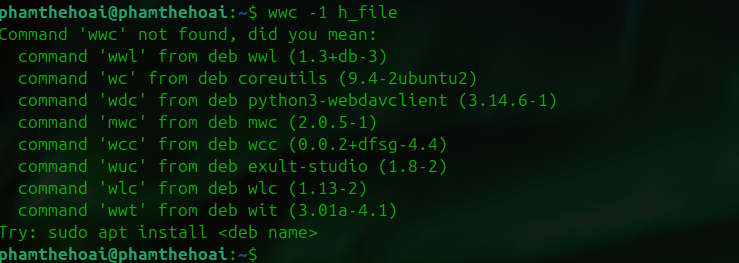 phamthehoai@phamthehoai:~$ wwc -1 h_file
Command 'wwc' not found, did you mean:
  command 'wwl' from deb wwl (1.3+db-3)
  command 'wc' from deb coreutils (9.4-2ubuntu2)
  command 'wdc' from deb python3-webdavclient (3.14.6-1)
  command 'mwc' from deb mwc (2.0.5-1)
  command 'wcc' from deb wcc (0.0.2+dfsg-4.4)
  command 'wuc' from deb exult-studio (1.8-2)
  command 'wlc' from deb wlc (1.13-2)
  command 'wwt' from deb wit (3.01a-4.1)
Try: sudo apt install <deb name>
phamthehoai@phamthehoai:~$